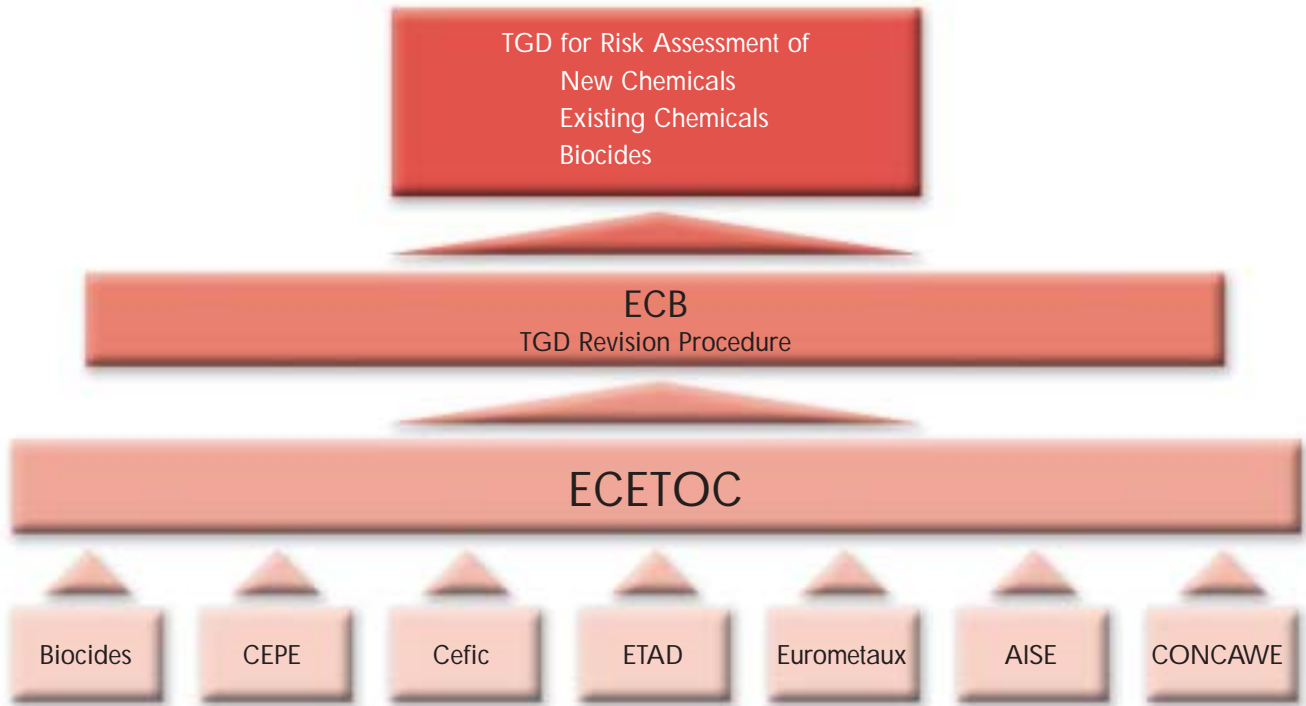 TGD for Risk Assessment of
New Chemicals
Existing Chemicals
Biocides
ECB
TGD Revision Procedure
ECETOC
Biocides
CEPE
Cefic
ETAD
Eurometaux
AISE
CONCAWE